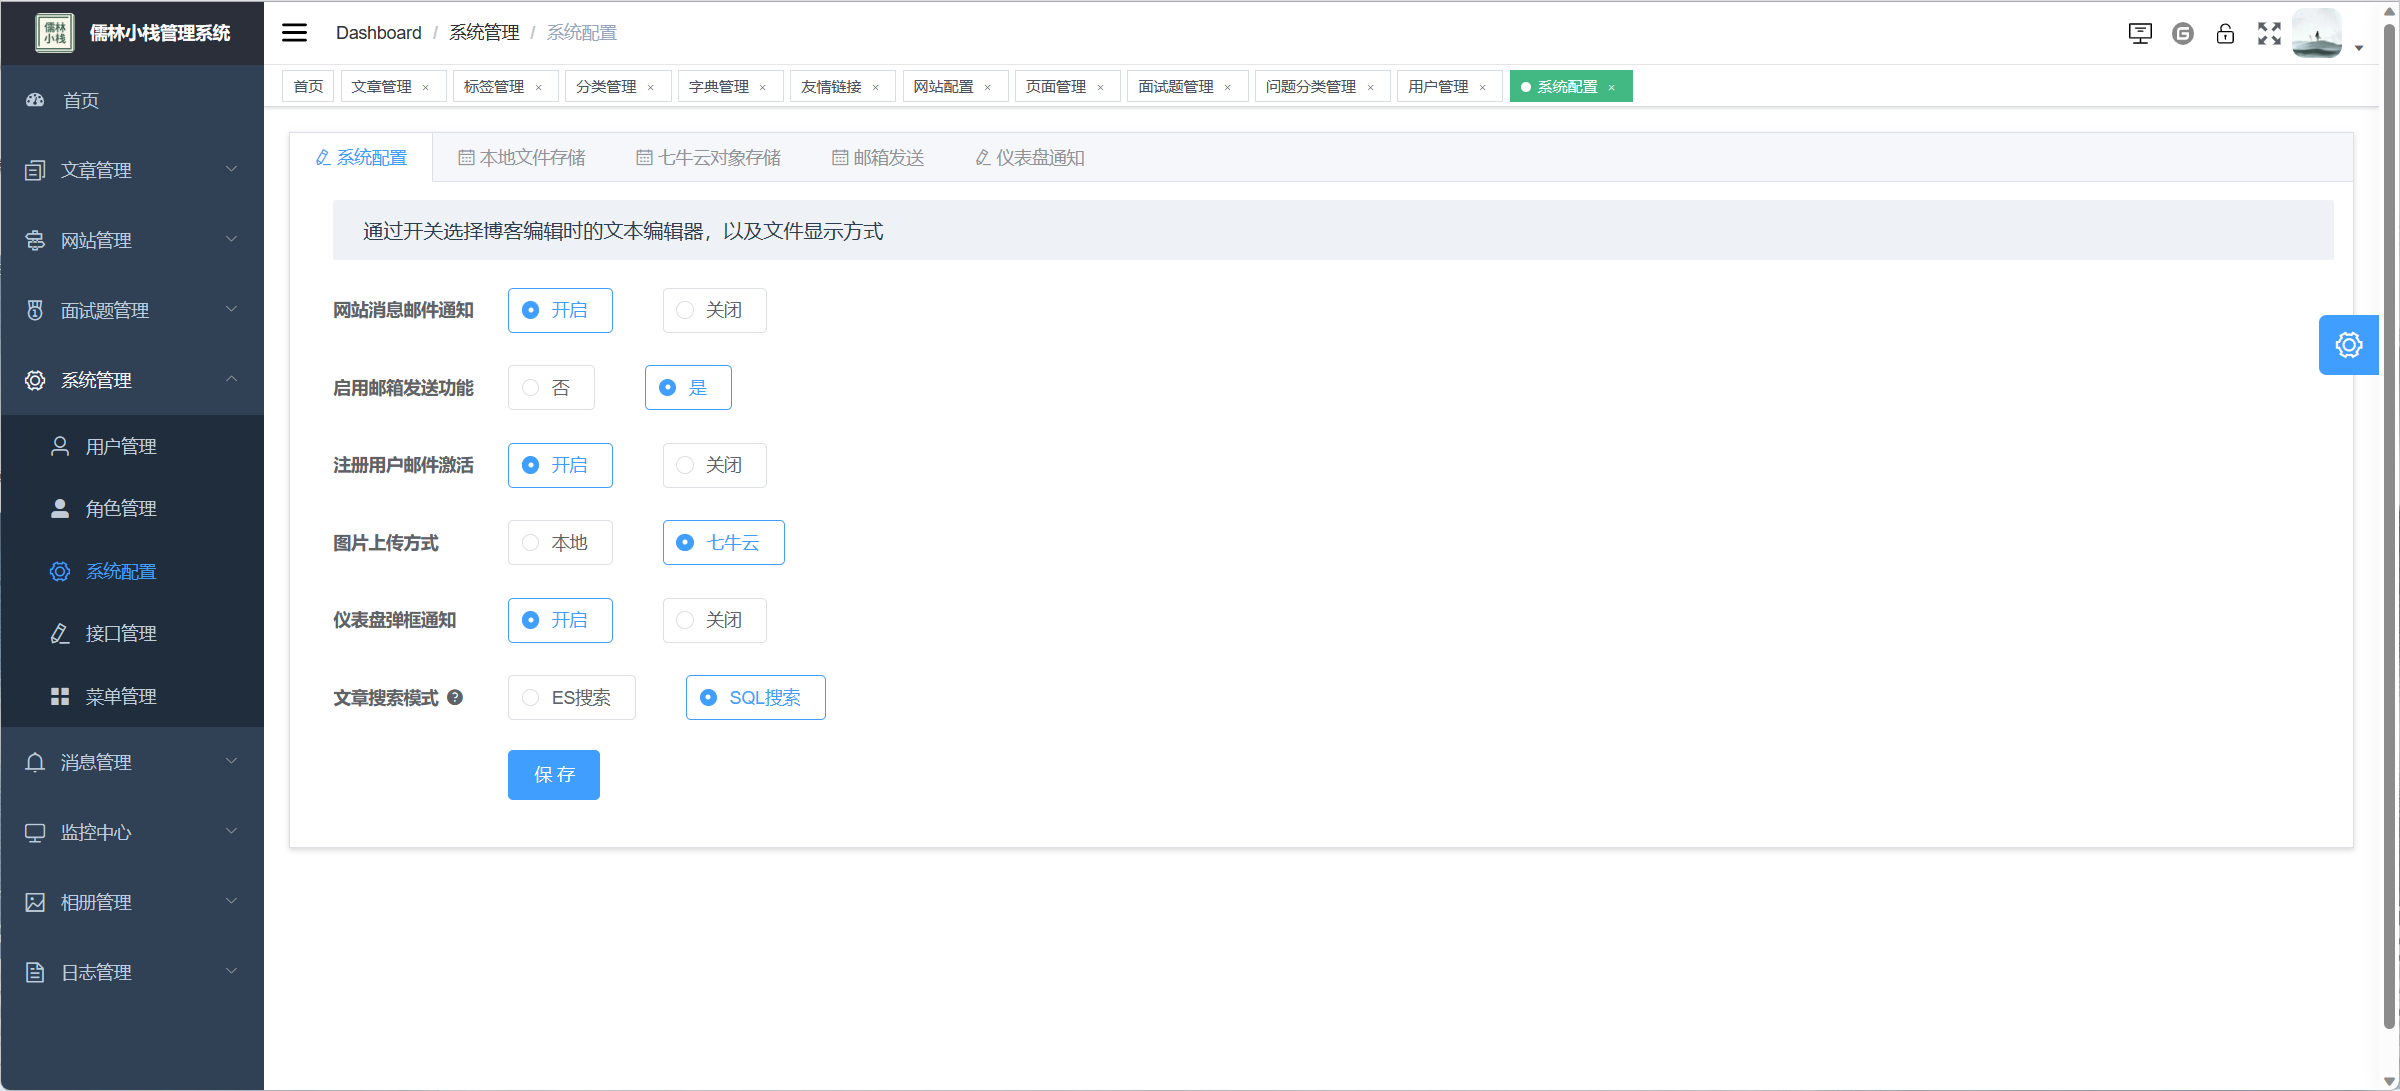 儒林
小栈
儒林小栈管理系统
Dashboard / 系统管理 / 系统配置
首页
文章管理 ×
标签管理 ×
分类管理 ×
字典管理 ×
友情链接 ×
网站配置 ×
页面管理 ×
面试题管理 ×
问题分类管理 ×
用户管理 ×
系统配置 ×
首页
文章管理
网站管理
面试题管理
系统管理
用户管理
角色管理
系统配置
接口管理
菜单管理
消息管理
监控中心
相册管理
日志管理
系统配置
本地文件存储
七牛云对象存储
邮箱发送
仪表盘通知
通过开关选择博客编辑时的文本编辑器，以及文件显示方式
网站消息邮件通知 开启 关闭
启用邮箱发送功能 否 是
注册用户邮件激活 开启 关闭
图片上传方式 本地 七牛云
仪表盘弹框通知 开启 关闭
文章搜索模式 ? ES搜索 SQL搜索
保 存